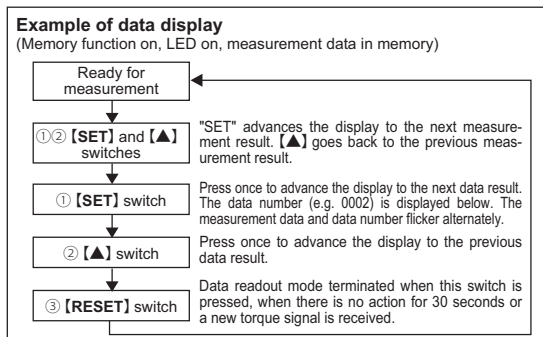 Example of data display
(Memory function on, LED on, measurement data in memory)
Ready for
measurement
①②【SET】and【▲】
switches
"SET" advances the display to the next measure-
ment result.【▲】goes back to the previous mea-
surement result.
①【SET】switch
Press once to advance the display to the next data result.
The data number (e.g. 0002) is displayed below. The
measurement data and data number flicker alternately.
②【▲】switch
Press once to advance the display to the previous
data result.
③【RESET】switch
Data readout mode terminated when this switch is
pressed, when there is no action for 30 seconds or
a new torque signal is received.